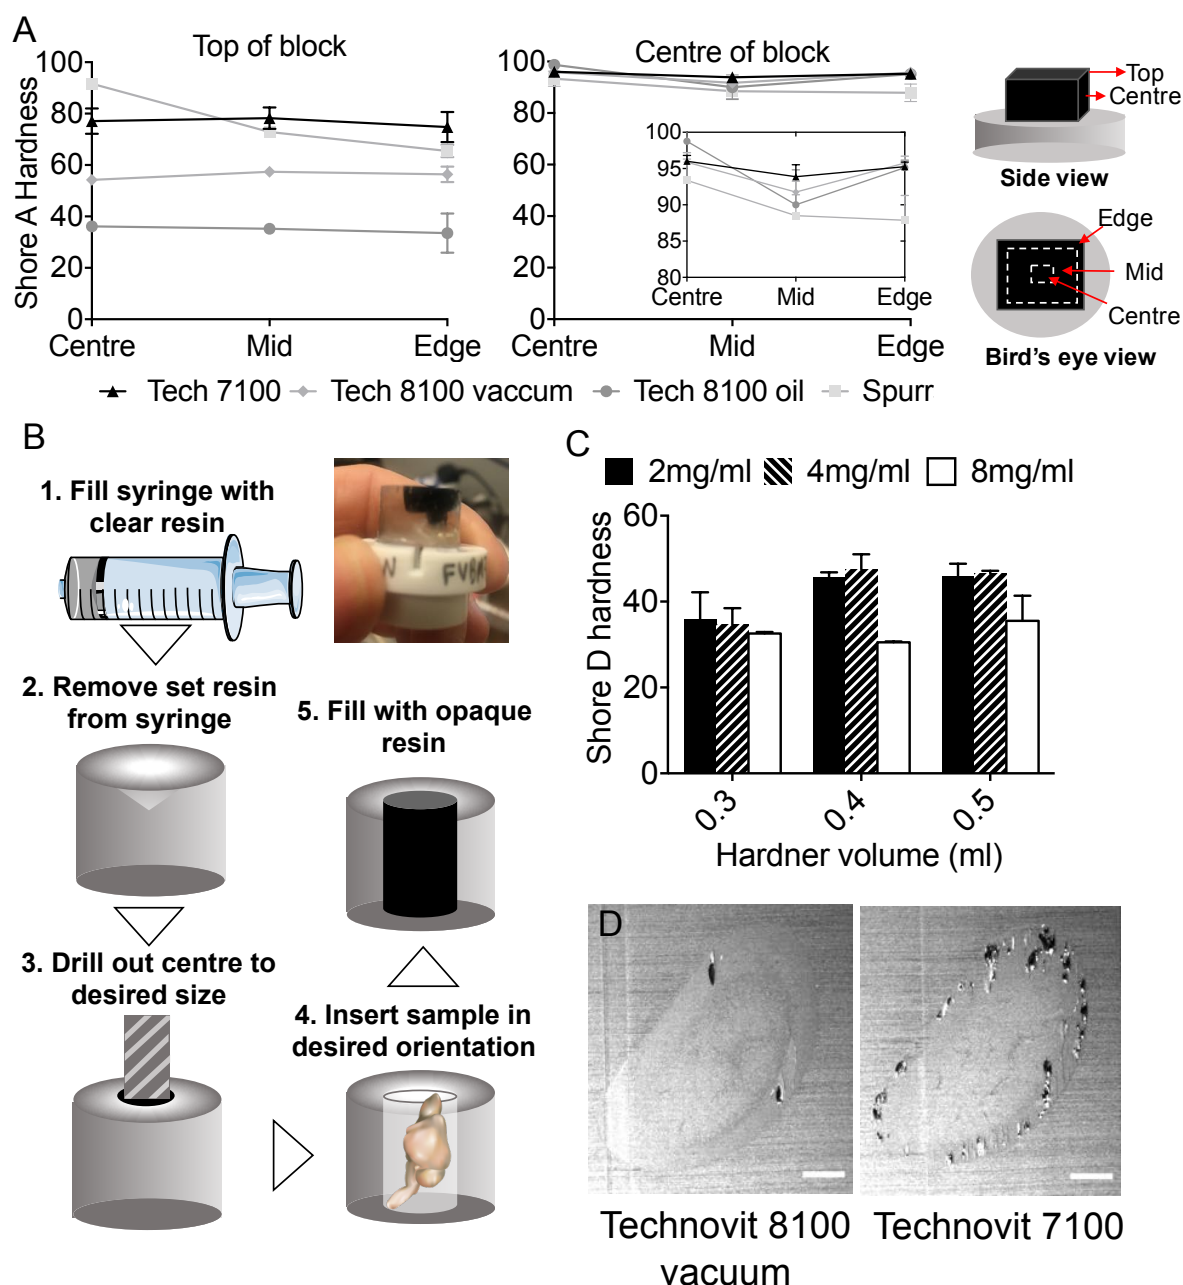 A
Top of block
Centre of block
Shore A Hardness
100
80
60
40
20
0
Centre Mid Edge
100
80
60
40
20
0
Centre Mid Edge
100
95
90
85
80
Centre Mid Edge
Top
Centre
Side view
Edge
Mid
Centre
Bird's eye view
Tech 7100 Tech 8100 vaccum Tech 8100 oil Spurr
B
1. Fill syringe with
clear resin
2. Remove set resin
from syringe
3. Drill out centre to
desired size
4. Insert sample in
desired orientation
5. Fill with opaque
resin
N FVB
C
2mg/ml 4mg/ml 8mg/ml
Shore D hardness
60
40
20
0
0.3 0.4 0.5
Hardner volume (ml)
D
Technovit 8100
vacuum
Technovit 7100